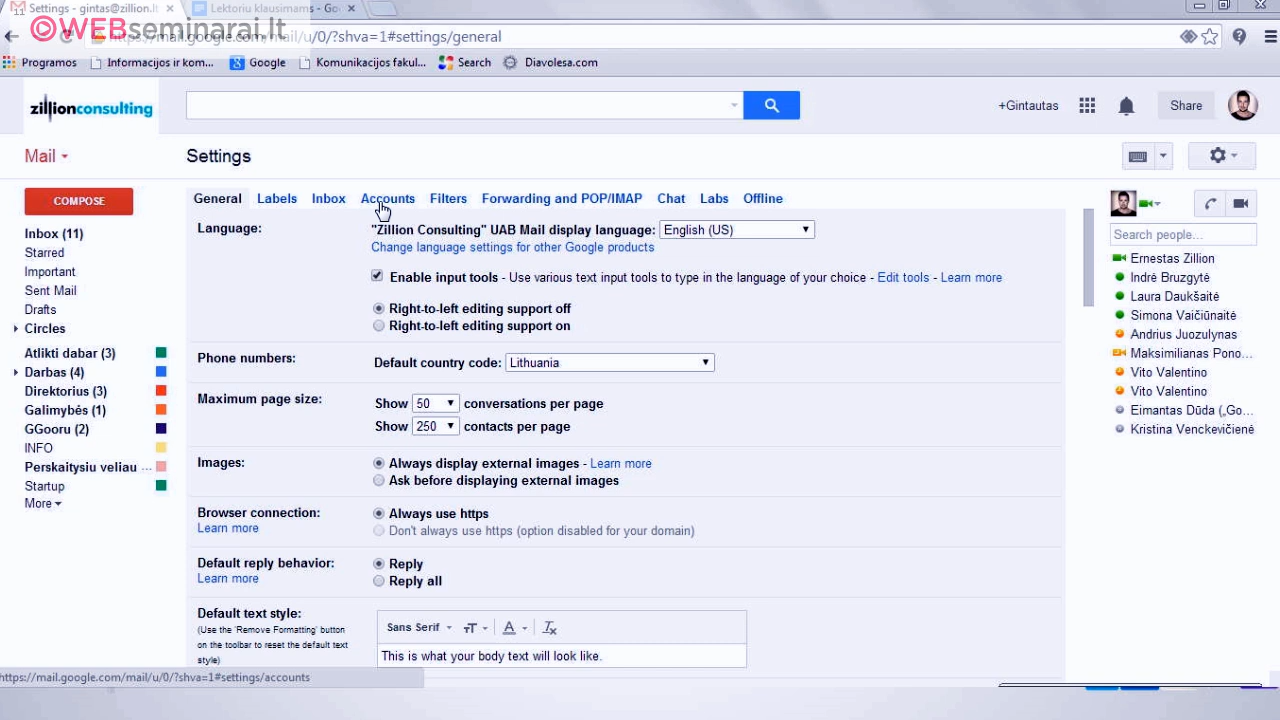 Settings - gintas@zillion.lt
Lektoriu klausimams - Go
©WEBseminarai.lt
https://mail.google.com/mail/u/0/?shva=1#settings/general
Programos
Informacijos ir kom...
Google
Komunikacijos fakul...
Search
Diavolesa.com
zillionconsulting
+Gintautas
Share
Mail
Settings
COMPOSE
Inbox (11)
Starred
Important
Sent Mail
Drafts
Circles
Atlikti dabar (3)
Darbas (4)
Direktorius (3)
Galimybės (1)
GGooru (2)
INFO
Perskaitysiu veliau ...
Startup
More
General Labels Inbox Accounts Filters Forwarding and POP/IMAP Chat Labs Offline
Language:
"Zillion Consulting" UAB Mail display language: English (US)
Change language settings for other Google products
Enable input tools - Use various text input tools to type in the language of your choice - Edit tools - Learn more
Right-to-left editing support off
Right-to-left editing support on
Phone numbers:
Default country code: Lithuania
Maximum page size:
Show 50 conversations per page
Show 250 contacts per page
Images:
Always display external images - Learn more
Ask before displaying external images
Browser connection:
Learn more
Always use https
Don't always use https (option disabled for your domain)
Default reply behavior:
Learn more
Reply
Reply all
Default text style:
(Use the 'Remove Formatting' button
on the toolbar to reset the default text
style)
Sans Serif
This is what your body text will look like.
Search people...
Ernestas Zillion
Indrė Bruzgytė
Laura Daukšaitė
Simona Vaičiūnaitė
Andrius Juozulynas
Maksimilianas Pono...
Vito Valentino
Vito Valentino
Eimantas Dūda („Go...
Kristina Venckevičienė
https://mail.google.com/mail/u/0/?shva=1#settings/accounts